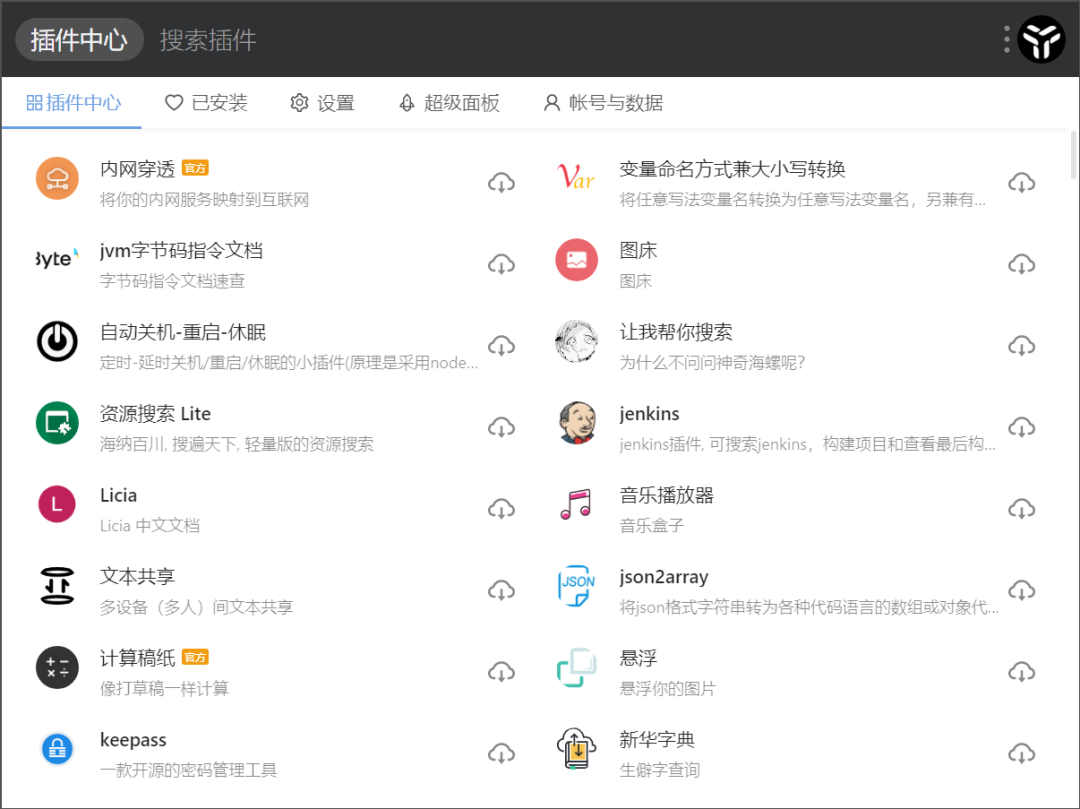 插件中心 搜索插件
插件中心 已安装 设置 超级面板 帐号与数据
内网穿透 官方
将你的内网服务映射到互联网
Var
变量命名方式兼大小写转换
将任意写法变量名转换为任意写法变量名，另兼有...
Byte
jvm字节码指令文档
字节码指令文档速查
图床
图床
自动关机-重启-休眠
定时-延时关机/重启/休眠的小插件(原理是采用node...
让我帮你搜索
为什么不问问神奇海螺呢?
资源搜索 Lite
海纳百川, 搜遍天下, 轻量版的资源搜索
jenkins
jenkins插件, 可搜索jenkins，构建项目和查看最后构...
L
Licia
Licia 中文文档
音乐播放器
音乐盒子
文本共享
多设备（多人）间文本共享
JSON
json2array
将json格式字符串转为各种代码语言的数组或对象代...
计算稿纸 官方
像打草稿一样计算
悬浮
悬浮你的图片
keepass
一款开源的密码管理工具
新华字典
生僻字查询